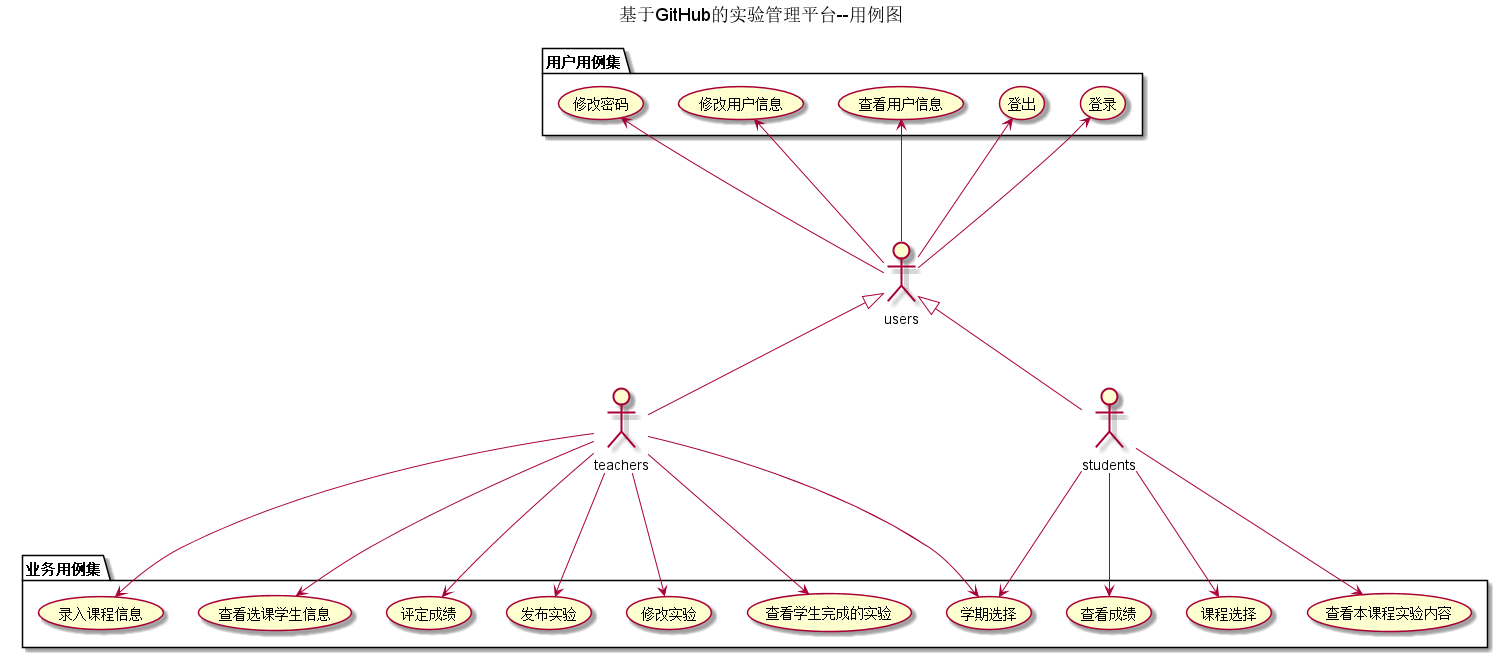 基于GitHub的实验管理平台--用例图
用户用例集
修改密码
修改用户信息
查看用户信息
登出
登录
users
teachers
students
业务用例集
录入课程信息
查看选课学生信息
评定成绩
发布实验
修改实验
查看学生完成的实验
学期选择
查看成绩
课程选择
查看本课程实验内容